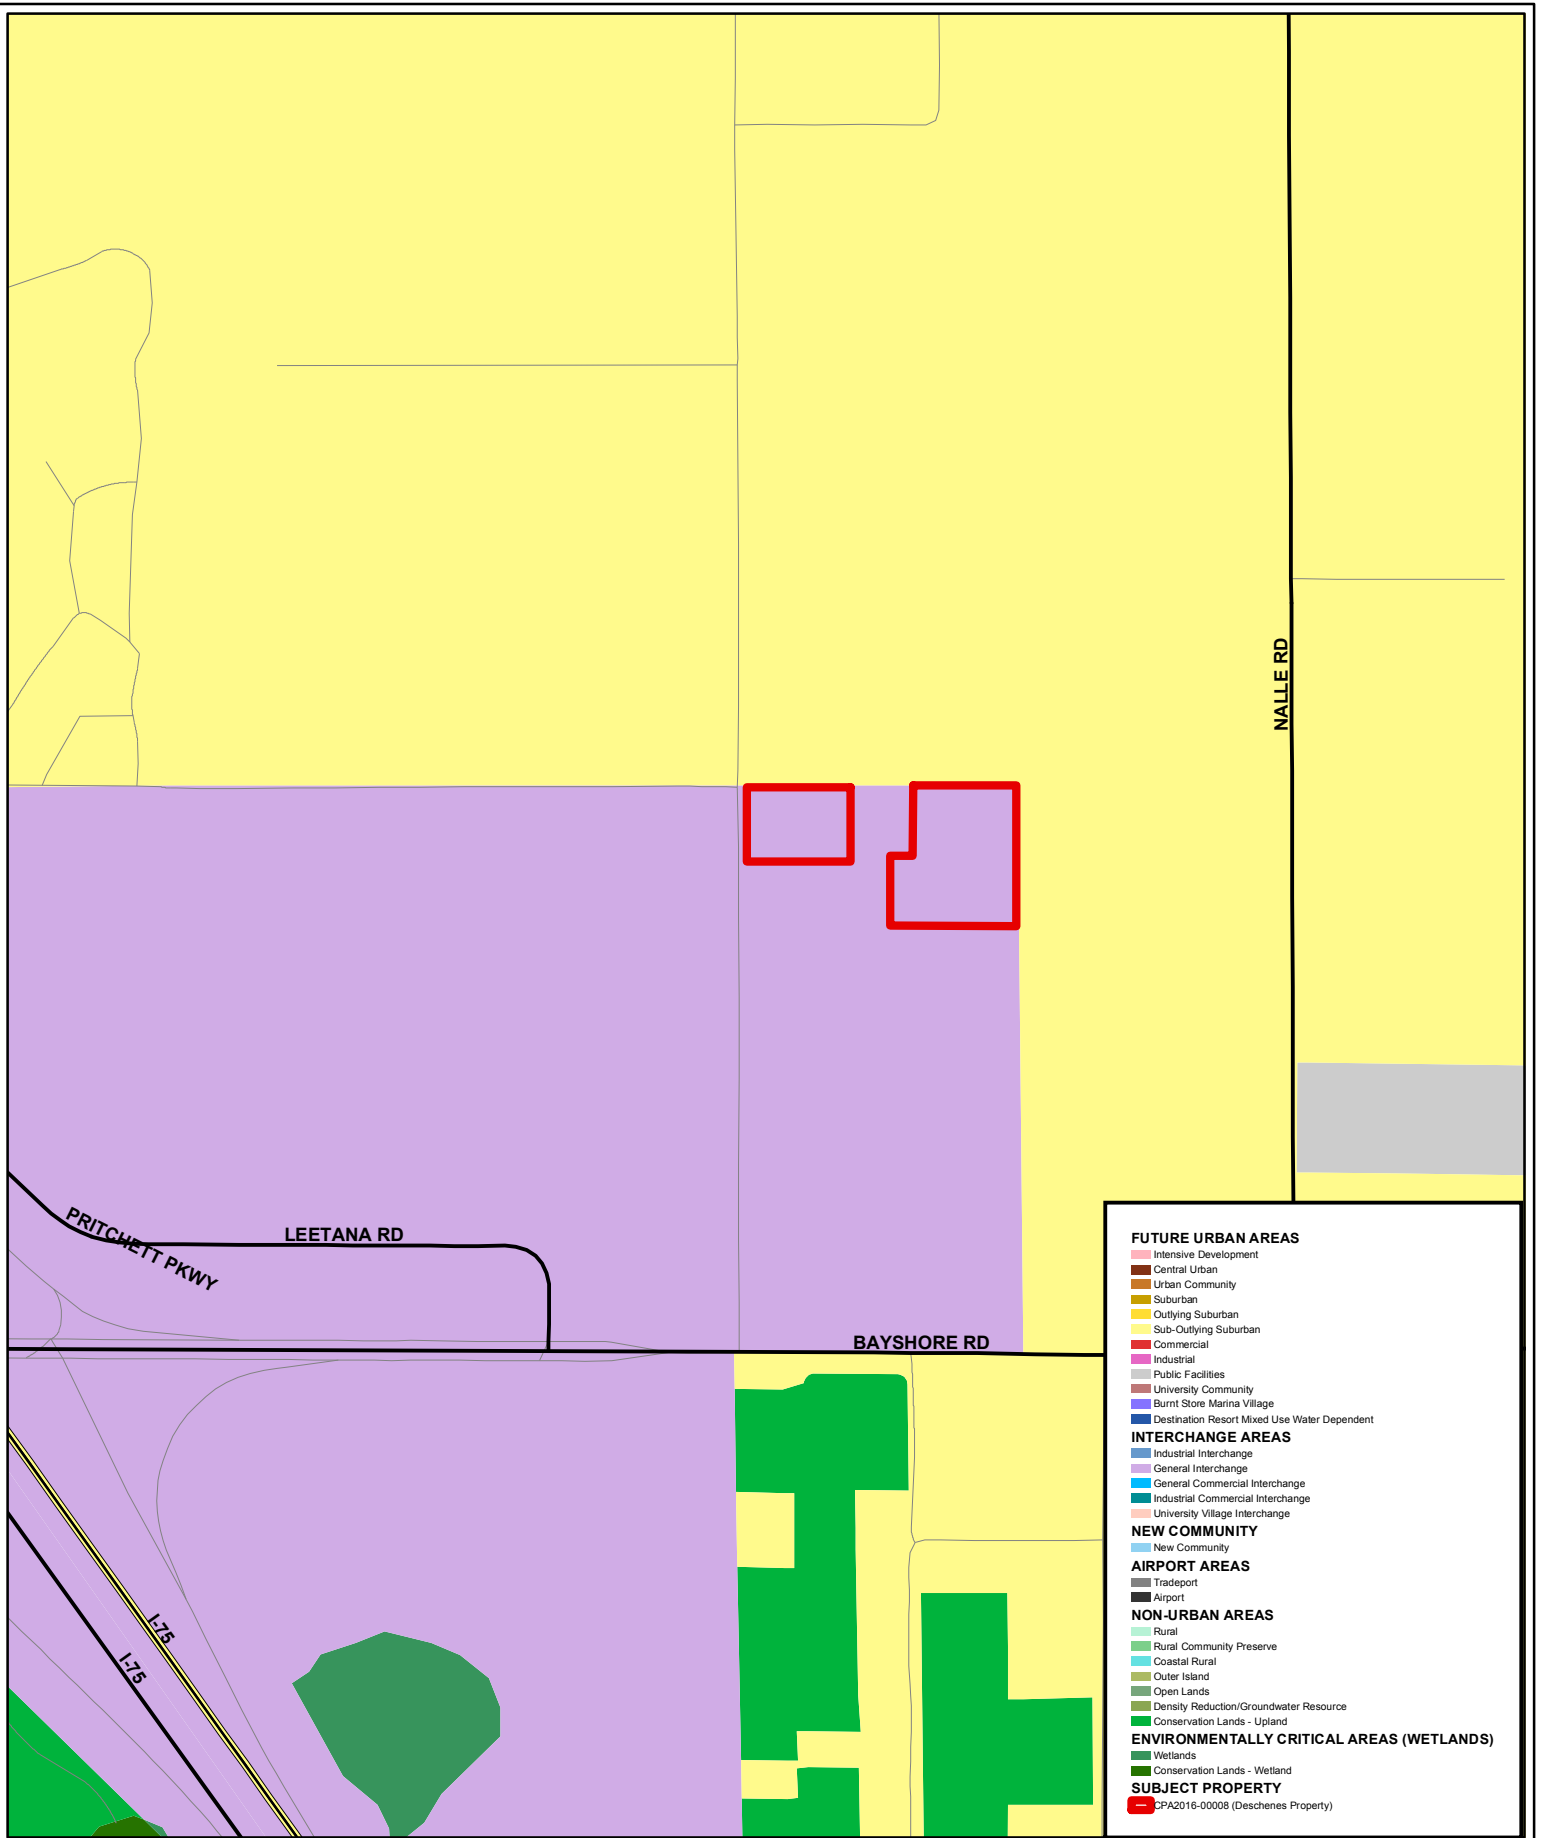 NALLE RD
PRITCHETT PKWY
LEETANA RD
BAYSHORE RD
I-75
I-75
FUTURE URBAN AREAS
Intensive Development
Central Urban
Urban Community
Suburban
Outlying Suburban
Sub-Outlying Suburban
Commercial
Industrial
Public Facilities
University Community
Burnt Store Marina Village
Destination Resort Mixed Use Water Dependent
INTERCHANGE AREAS
Industrial Interchange
General Interchange
General Commercial Interchange
Industrial Commercial Interchange
University Village Interchange
NEW COMMUNITY
New Community
AIRPORT AREAS
Tradeport
Airport
NON-URBAN AREAS
Rural
Rural Community Preserve
Coastal Rural
Outer Island
Open Lands
Density Reduction/Groundwater Resource
Conservation Lands - Upland
ENVIRONMENTALLY CRITICAL AREAS (WETLANDS)
Wetlands
Conservation Lands - Wetland
SUBJECT PROPERTY
CPA2016-00008 (Deschenes Property)